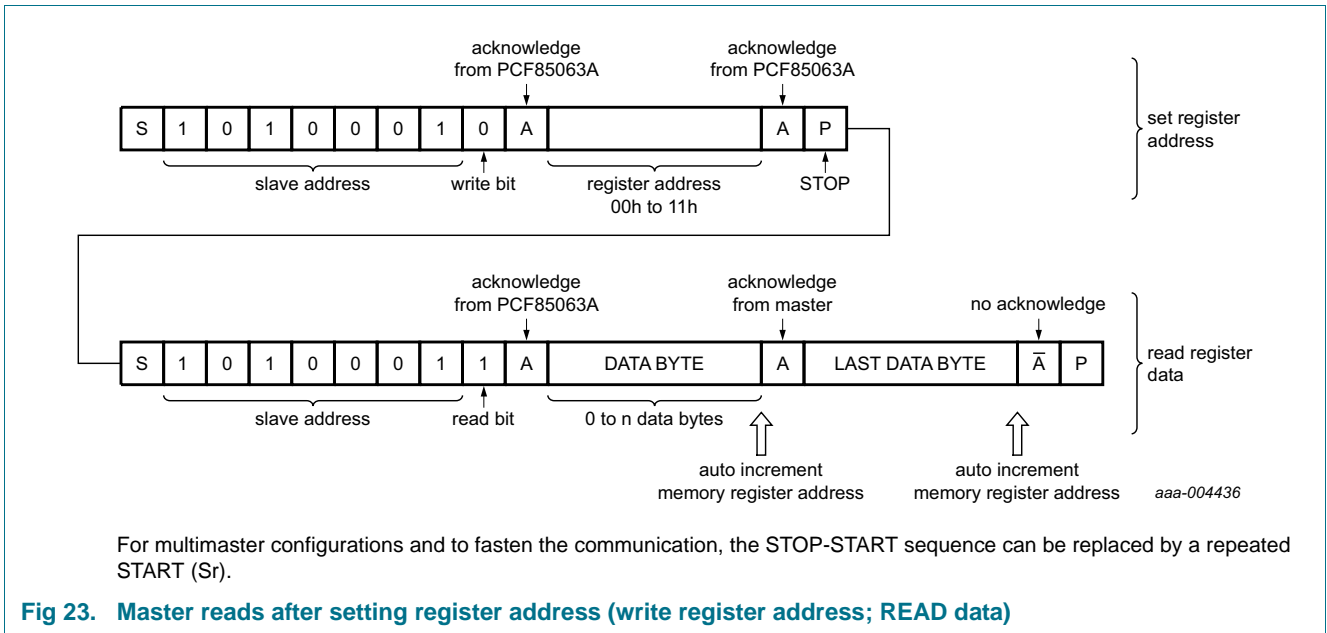 acknowledge
from PCF85063A
acknowledge
from PCF85063A
S 1 0 1 0 0 0 1 0 A A P
set register
address
slave address
write bit
register address
00h to 11h
STOP
acknowledge
from PCF85063A
acknowledge
from master
no acknowledge
S 1 0 1 0 0 0 1 1 A DATA BYTE A LAST DATA BYTE A̅ P
read register
data
slave address
read bit
0 to n data bytes
auto increment
memory register address
auto increment
memory register address
aaa-004436
For multimaster configurations and to fasten the communication, the STOP-START sequence can be replaced by a repeated
START (Sr).
Fig 23. Master reads after setting register address (write register address; READ data)